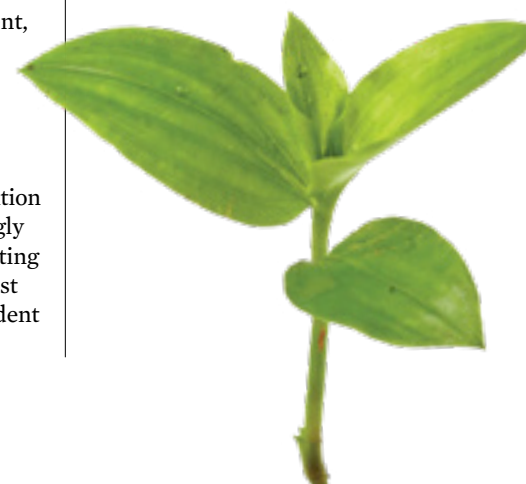 nt,
tion
gly
ting
st
dent